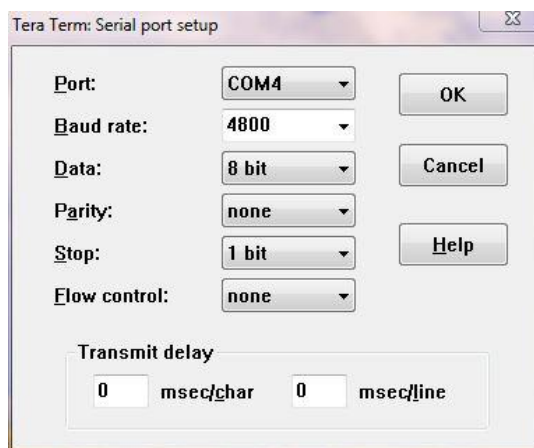 Tera Term: Serial port setup
Port: COM4
Baud rate: 4800
Data: 8 bit
Parity: none
Stop: 1 bit
Flow control: none
OK
Cancel
Help
Transmit delay
0 msec/char 0 msec/line